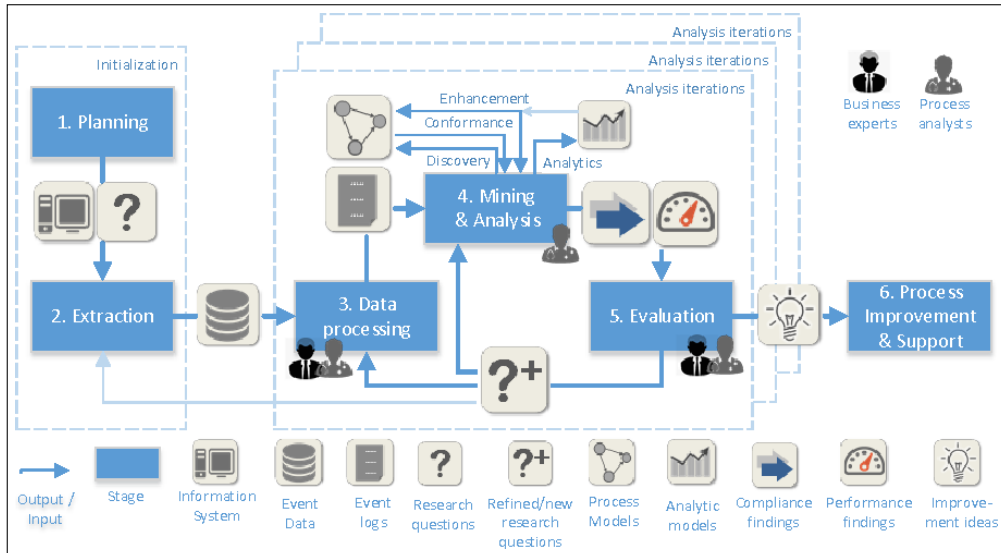 Analysis iterations
Analysis iterations
Initialization
Analysis iterations
1. Planning
Enhancement
Conformance
Discovery
Analytics
Business
experts
Process
analysts
?
4. Mining
& Analysis
2. Extraction
3. Data
processing
5. Evaluation
6. Process
Improvement
& Support
?+
?
?+
Output /
Input
Stage
Information
System
Event
Data
Event
logs
Research
questions
Refined/new
research
questions
Process
Models
Analytic
models
Compliance
findings
Performance
findings
Improve-
ment ideas